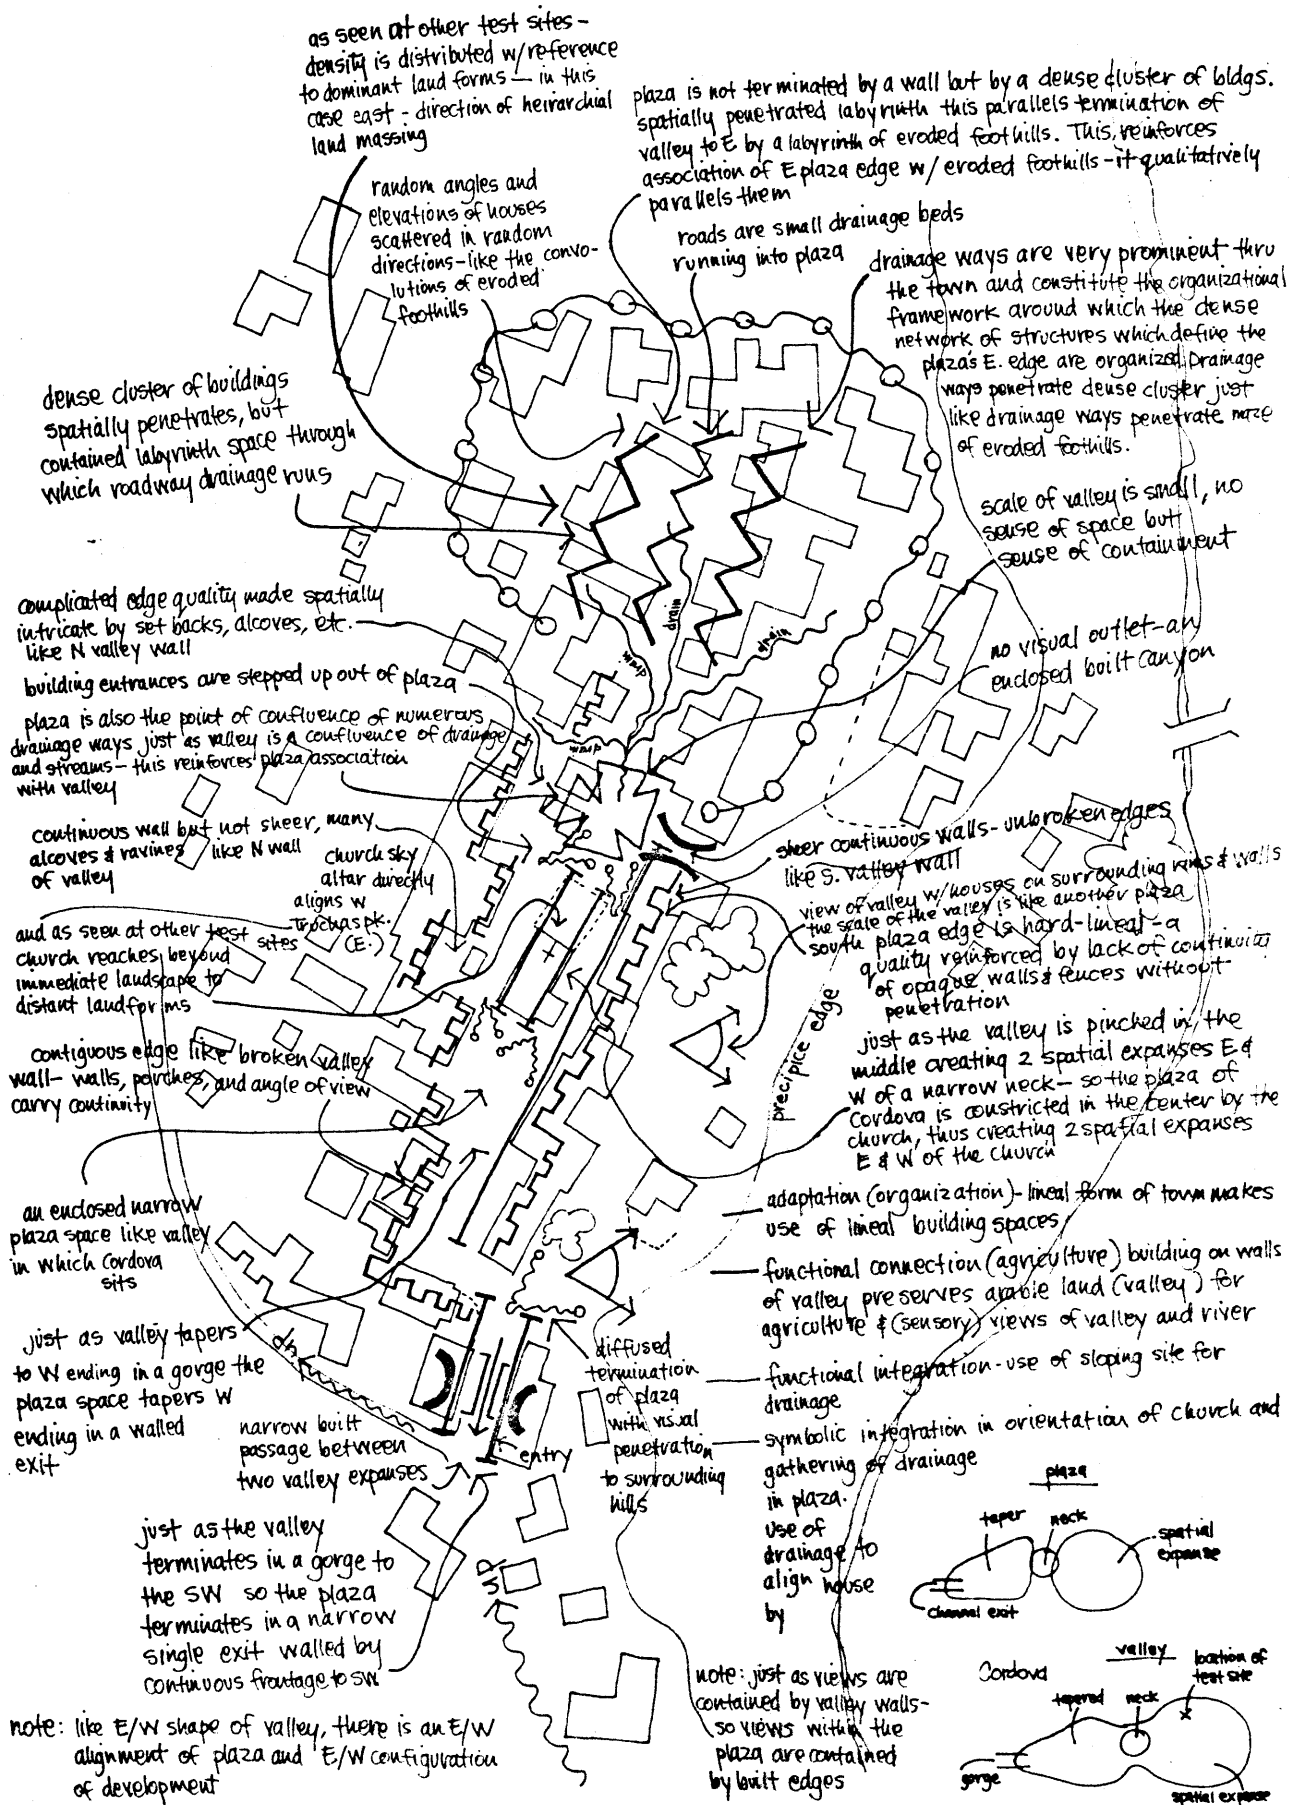 as seen at other test sites -
density is distributed w/reference
to dominant land forms — in this
case east - direction of heirarchial
land massing
plaza is not terminated by a wall but by a dense cluster of bldgs.
spatially penetrated labyrinth this parallels termination of
valley to E by a labyrinth of eroded foothills. This, reinforces
association of E plaza edge w/ eroded foothills - it qualitatively
parallels them
random angles and
elevations of houses
scattered in random
directions - like the convo-
lutions of eroded
foothills
roads are small drainage beds
running into plaza
drainage ways are very prominent thru
the town and constitute the organizational
framework around which the dense
network of structures which define the
plaza's E. edge are organized. Drainage
ways penetrate dense cluster just
like drainage ways penetrate maze
of eroded foothills.
dense cluster of buildings
spatially penetrates, but
contained labyrinth space through
which roadway drainage runs
scale of valley is small, no
sense of space but
sense of containment
complicated edge quality made spatially
intricate by set backs, alcoves, etc.
like N valley wall
no visual outlet - an
enclosed built canyon
building entrances are stepped up out of plaza
plaza is also the point of confluence of numerous
drainage ways just as valley is a confluence of drainage
and streams - this reinforces plaza association
with valley
drain
drain
continuous wall but not sheer, many
alcoves & ravines like N wall
of valley
church sky
altar directly
aligns w
Truchas pk.
(E.)
sheer continuous walls - unbroken edges
like S. valley wall
view of valley w/houses on surrounding rims & walls
the scale of the valley is like another plaza
south plaza edge is hard-lineal - a
quality reinforced by lack of continuity
of opaque walls & fences without
penetration
and as seen at other test sites
church reaches beyond
immediate landscape to
distant landforms
precipice edge
contiguous edge like broken valley
wall - walls, porches, and angle of view
carry continuity
just as the valley is pinched in the
middle creating 2 spatial expanses E &
W of a narrow neck - so the plaza of
Cordova is constricted in the center by the
church, thus creating 2 spatial expanses
E & W of the church
an enclosed narrow
plaza space like valley
in which Cordova
sits
adaptation (organization) - lineal form of town makes
use of lineal building spaces
functional connection (agriculture) building on walls
of valley preserves arable land (valley) for
agriculture & (sensory) views of valley and river
just as valley tapers
to W ending in a gorge the
plaza space tapers W
ending in a walled
exit
dn
diffused
termination
of plaza
with visual
penetration
to surrounding
hills
functional integration - use of sloping site for
drainage
symbolic integration in orientation of church and
gathering of drainage
in plaza.
use of
drainage to
align house
by
narrow built
passage between
two valley expanses
entry
just as the valley
terminates in a gorge to
the SW so the plaza
terminates in a narrow
single exit walled by
continuous frontage to SW
dn
plaza
taper
neck
spatial
expanse
channel exit
note: just as views are
contained by valley walls -
so views within the
plaza are contained
by built edges
Cordova
valley
location of
test site
tapered
neck
gorge
spatial expanse
note: like E/W shape of valley, there is an E/W
alignment of plaza and E/W configuration
of development